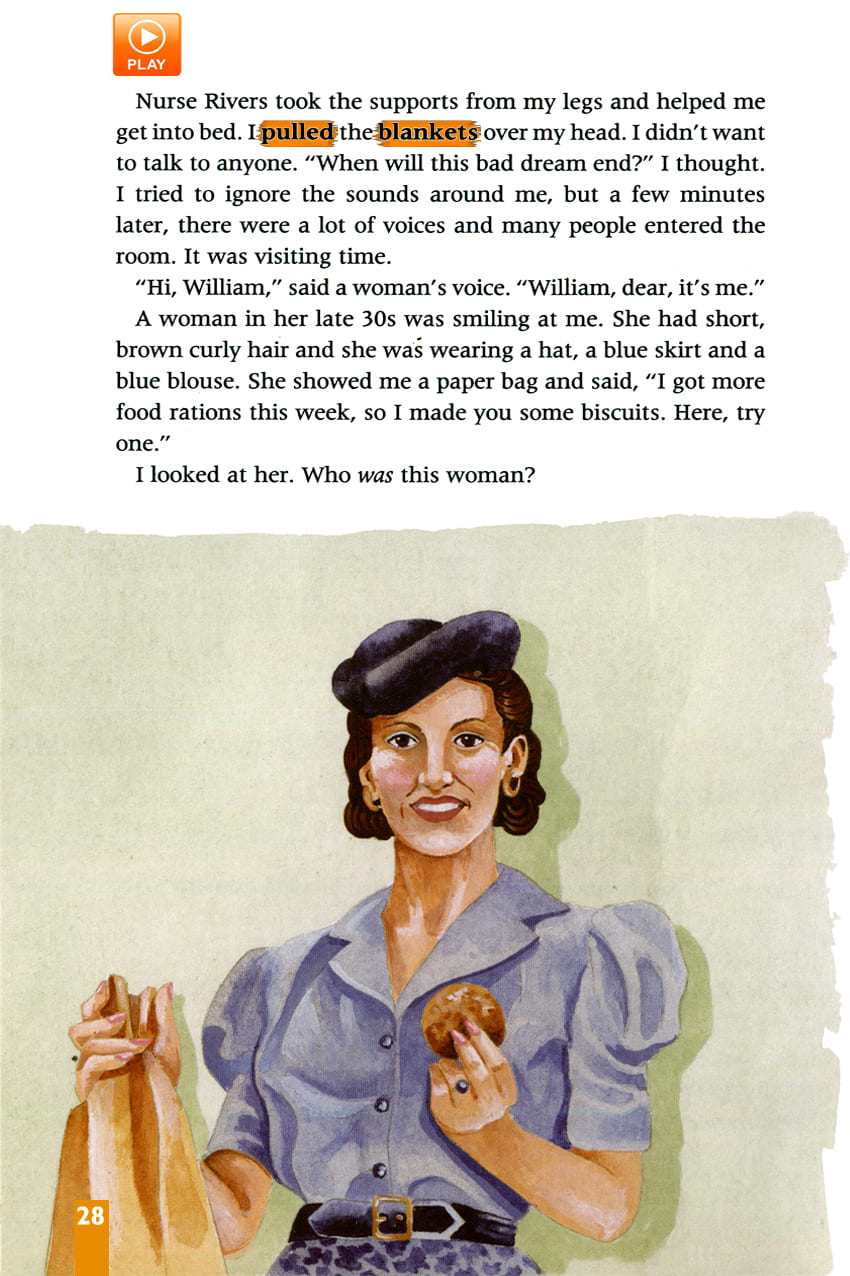 PLAY
Nurse Rivers took the supports from my legs and helped me
get into bed. I pulled the blankets over my head. I didn’t want
to talk to anyone. “When will this bad dream end?” I thought.
I tried to ignore the sounds around me, but a few minutes
later, there were a lot of voices and many people entered the
room. It was visiting time.
“Hi, William,” said a woman’s voice. “William, dear, it’s me.”
A woman in her late 30s was smiling at me. She had short,
brown curly hair and she was wearing a hat, a blue skirt and a
blue blouse. She showed me a paper bag and said, “I got more
food rations this week, so I made you some biscuits. Here, try
one.”
I looked at her. Who was this woman?
28